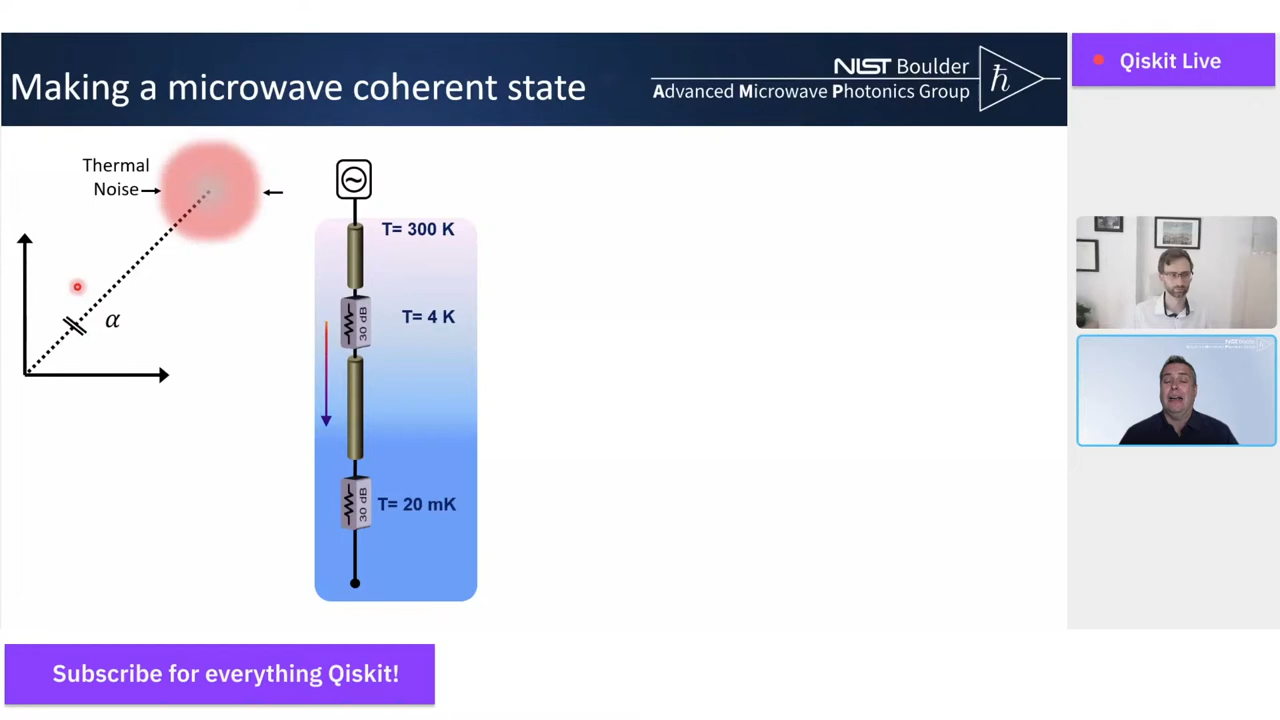 Making a microwave coherent state
NIST Boulder
Advanced Microwave Photonics Group
ħ
Qiskit Live
Thermal
Noise
α
T= 300 K
30 dB
T= 4 K
30 dB
T= 20 mK
Subscribe for everything Qiskit!